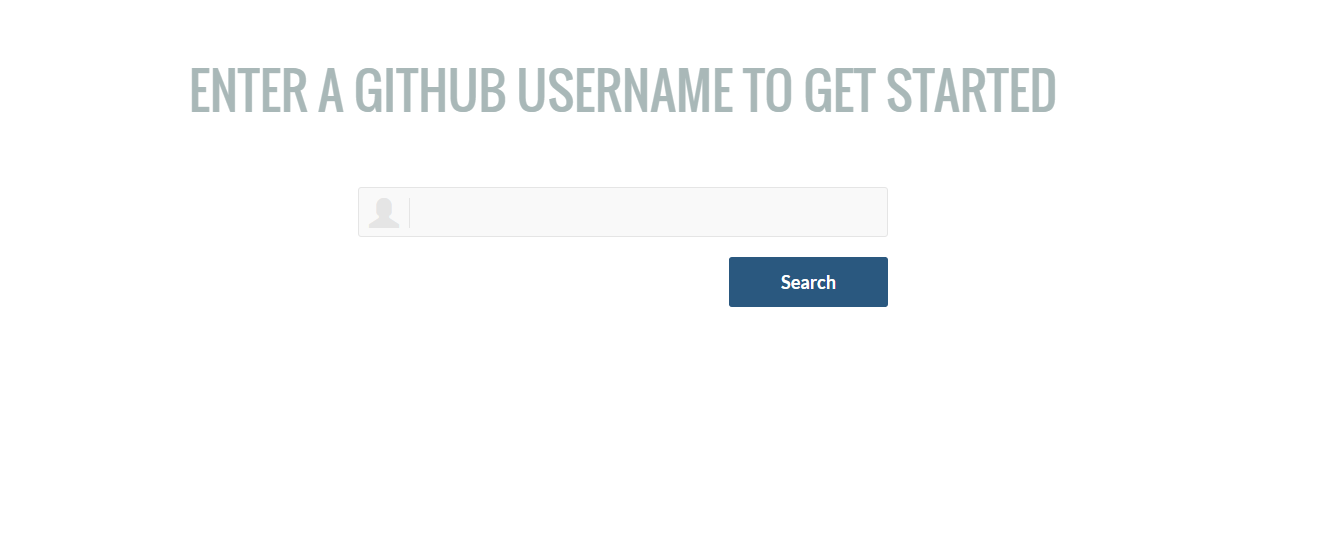 ENTER A GITHUB USERNAME TO GET STARTED
Search